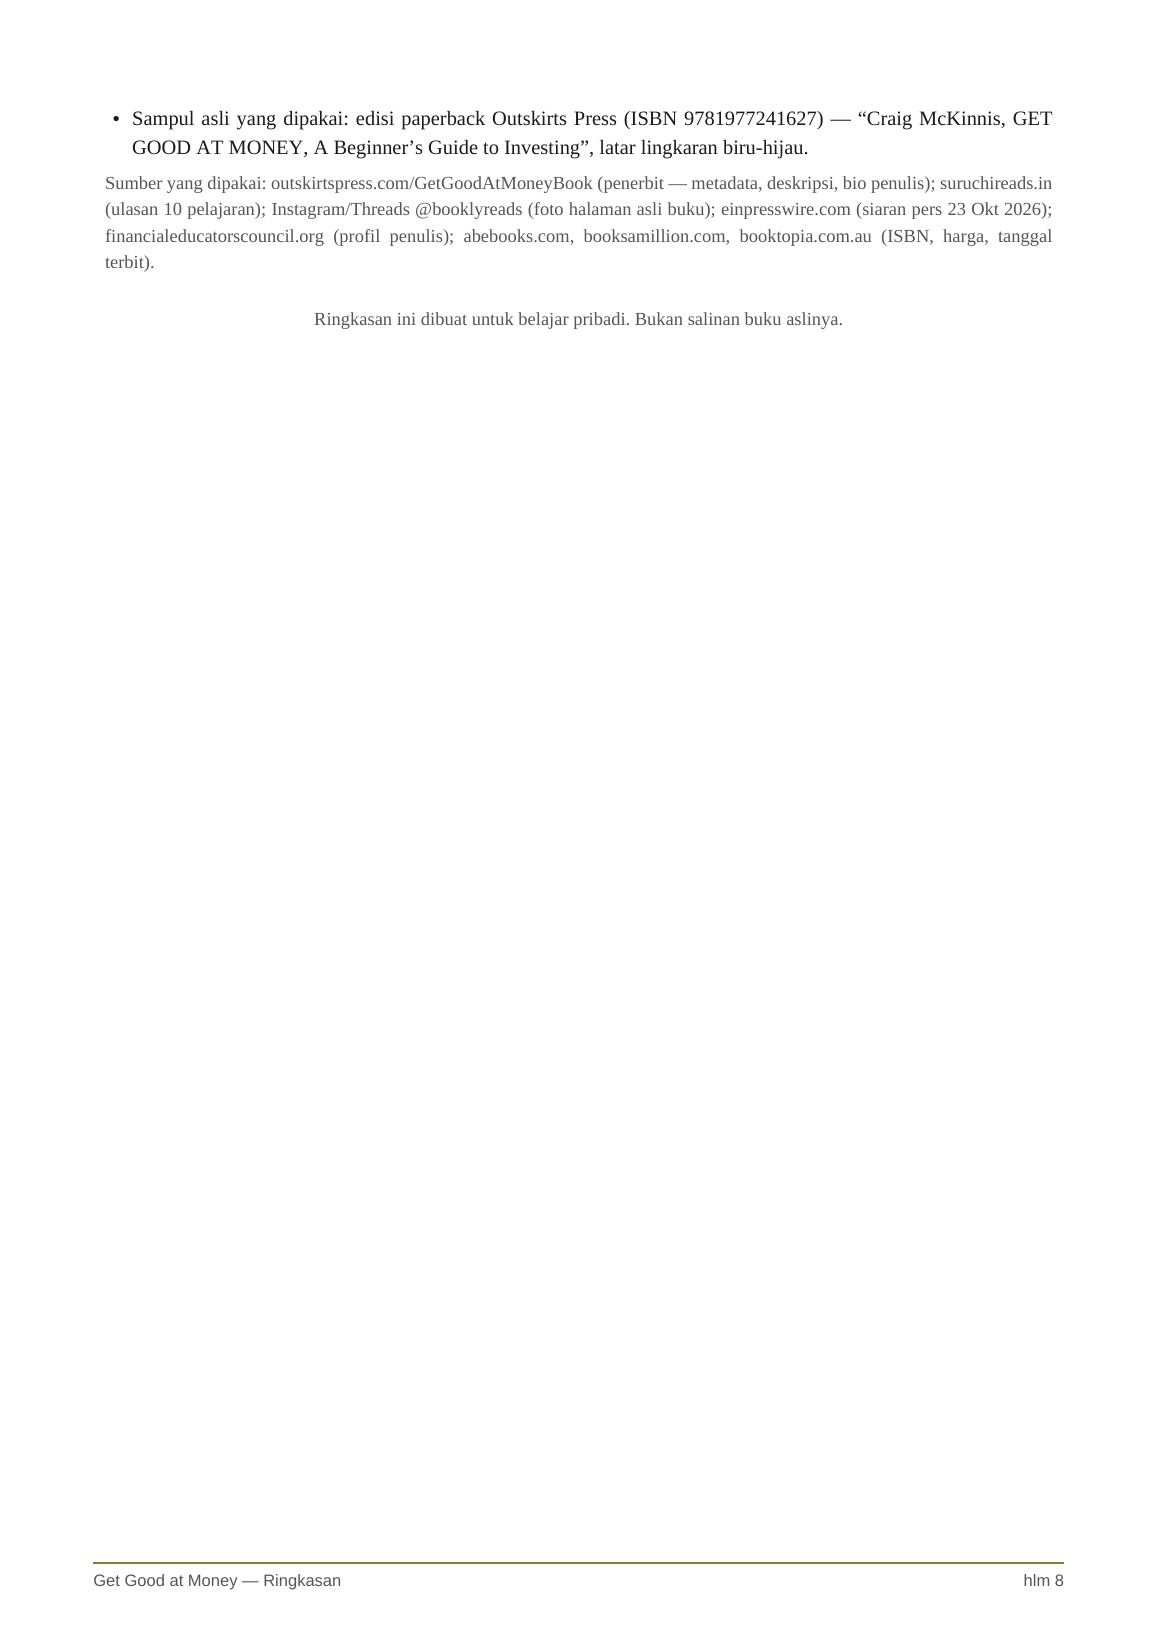 • Sampul asli yang dipakai: edisi paperback Outskirts Press (ISBN 9781977241627) — “Craig McKinnis, GET
GOOD AT MONEY, A Beginner’s Guide to Investing”, latar lingkaran biru-hijau.
Sumber yang dipakai: outskirtspress.com/GetGoodAtMoneyBook (penerbit — metadata, deskripsi, bio penulis); suruchireads.in
(ulasan 10 pelajaran); Instagram/Threads @booklyreads (foto halaman asli buku); einpresswire.com (siaran pers 23 Okt 2026);
financialeducatorscouncil.org (profil penulis); abebooks.com, booksamillion.com, booktopia.com.au (ISBN, harga, tanggal
terbit).
Ringkasan ini dibuat untuk belajar pribadi. Bukan salinan buku aslinya.
Get Good at Money — Ringkasan
hlm 8